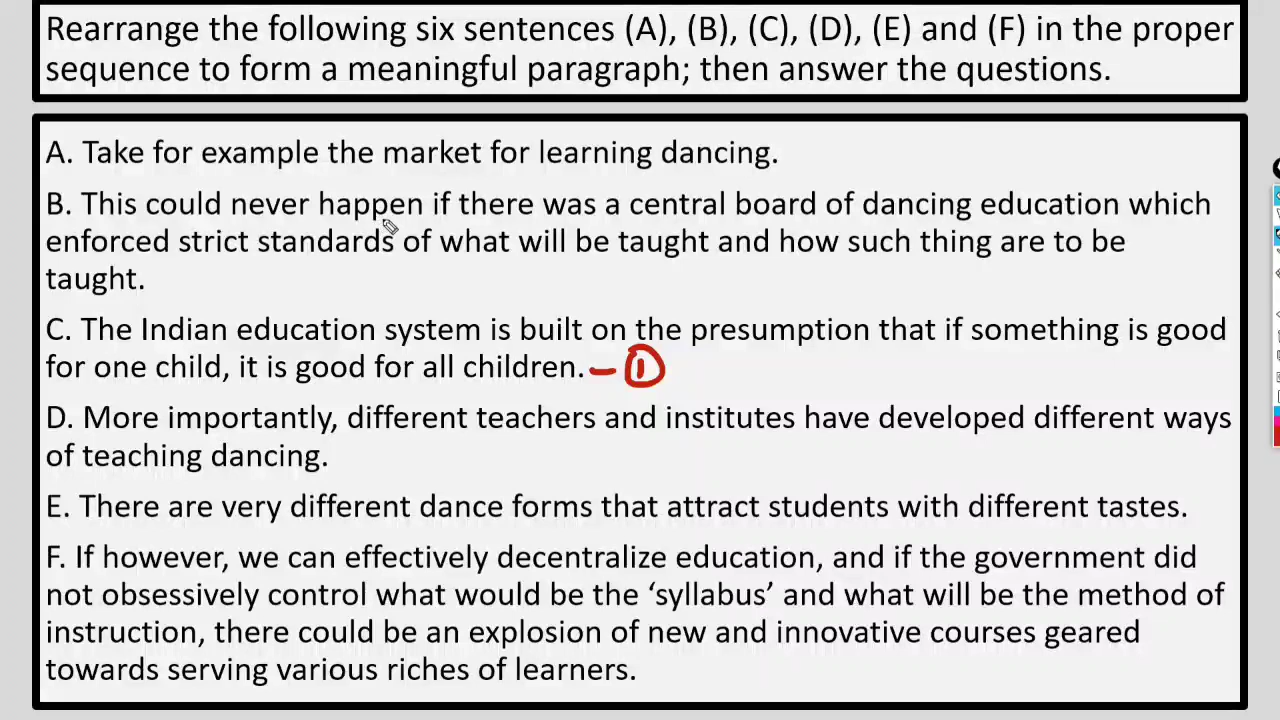 Rearrange the following six sentences (A), (B), (C), (D), (E) and (F) in the proper
sequence to form a meaningful paragraph; then answer the questions.
A. Take for example the market for learning dancing.
B. This could never happen if there was a central board of dancing education which
enforced strict standards of what will be taught and how such thing are to be
taught.
C. The Indian education system is built on the presumption that if something is good
for one child, it is good for all children. – 1
D. More importantly, different teachers and institutes have developed different ways
of teaching dancing.
E. There are very different dance forms that attract students with different tastes.
F. If however, we can effectively decentralize education, and if the government did
not obsessively control what would be the ‘syllabus’ and what will be the method of
instruction, there could be an explosion of new and innovative courses geared
towards serving various riches of learners.